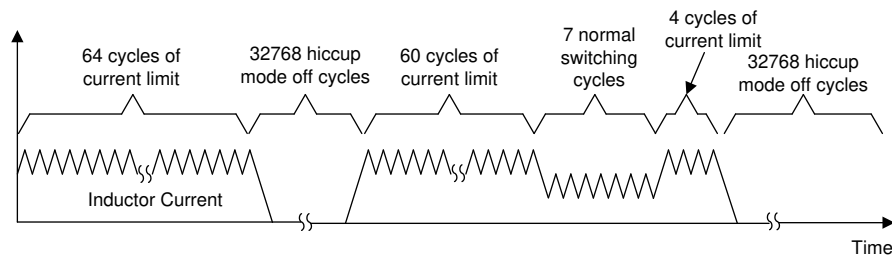 64 cycles of
current limit
32768 hiccup
mode off cycles
60 cycles of
current limit
7 normal
switching
cycles
4 cycles of
current limit
32768 hiccup
mode off cycles
Inductor Current
Time